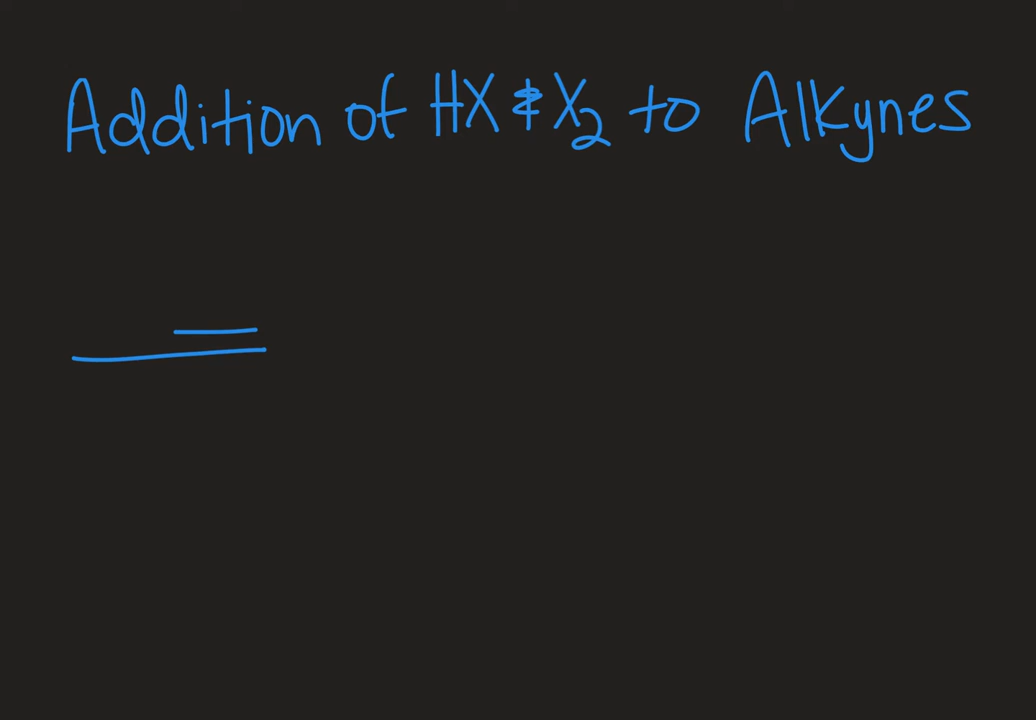 Addition of HX & X₂ to Alkynes